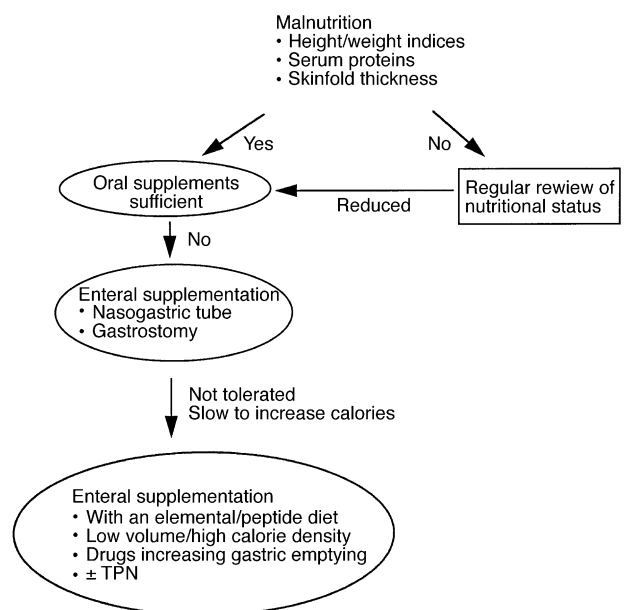 Malnutrition
• Height/weight indices
• Serum proteins
• Skinfold thickness
Yes
No
Oral supplements
sufficient
Reduced
Regular rewiew of
nutritional status
No
Enteral supplementation
• Nasogastric tube
• Gastrostomy
Not tolerated
Slow to increase calories
Enteral supplementation
• With an elemental/peptide diet
• Low volume/high calorie density
• Drugs increasing gastric emptying
• ± TPN